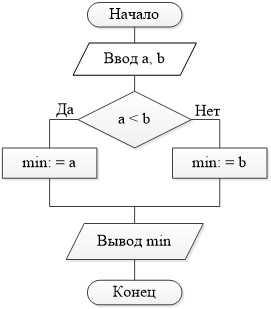 Начало
Ввод a, b
Да
Нет
a < b
min: = a
min: = b
Вывод min
Конец